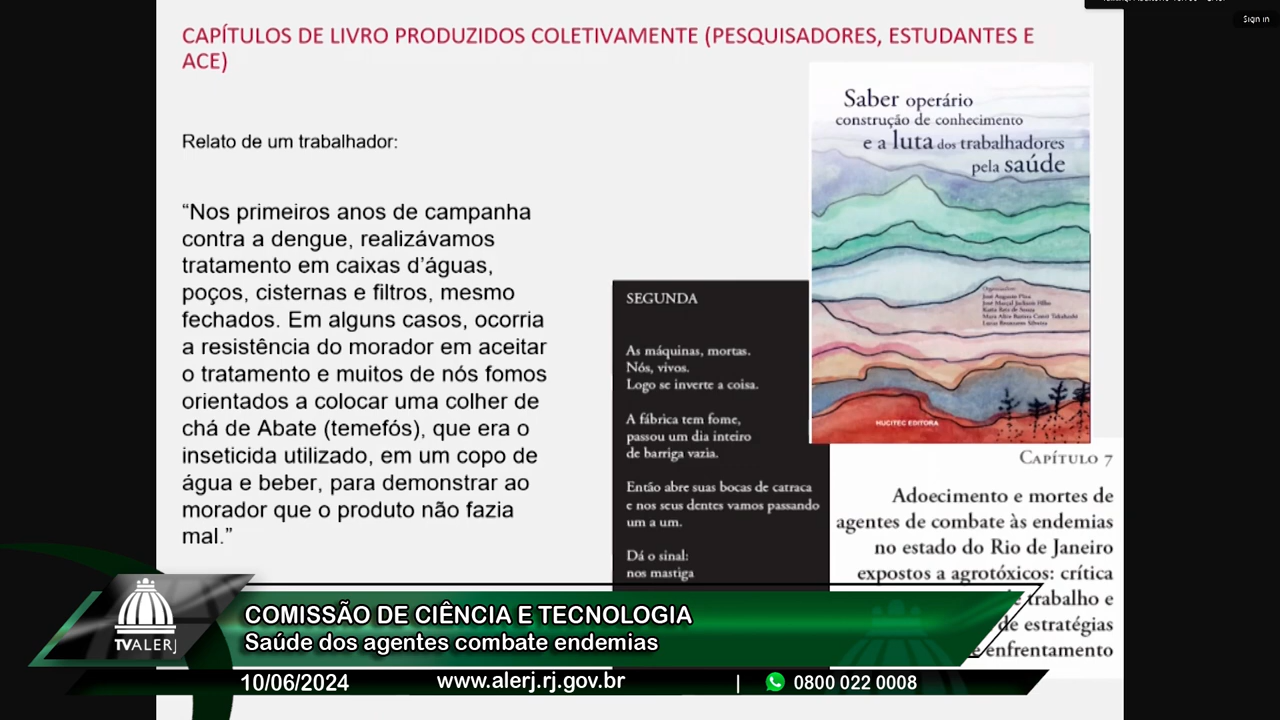 Sign in
CAPÍTULOS DE LIVRO PRODUZIDOS COLETIVAMENTE (PESQUISADORES, ESTUDANTES E
ACE)
Relato de um trabalhador:
“Nos primeiros anos de campanha
contra a dengue, realizávamos
tratamento em caixas d’águas,
poços, cisternas e filtros, mesmo
fechados. Em alguns casos, ocorria
a resistência do morador em aceitar
o tratamento e muitos de nós fomos
orientados a colocar uma colher de
chá de Abate (temefós), que era o
inseticida utilizado, em um copo de
água e beber, para demonstrar ao
morador que o produto não fazia
mal.”
Saber operário
construção de conhecimento
e a luta dos trabalhadores
pela saúde
HUCITEC EDITORA
SEGUNDA
As máquinas, mortas.
Nós, vivos.
Logo se inverte a coisa.
A fábrica tem fome,
passou um dia inteiro
de barriga vazia.
Então abre suas bocas de catraca
e nos seus dentes vamos passando
um a um.
Dá o sinal:
nos mastiga
CAPÍTULO 7
Adoecimento e mortes de
agentes de combate às endemias
no estado do Rio de Janeiro
expostos a agrotóxicos: crítica
trabalho e
de estratégias
enfrentamento
TVALERJ
COMISSÃO DE CIÊNCIA E TECNOLOGIA
Saúde dos agentes combate endemias
10/06/2024 www.alerj.rj.gov.br | 0800 022 0008